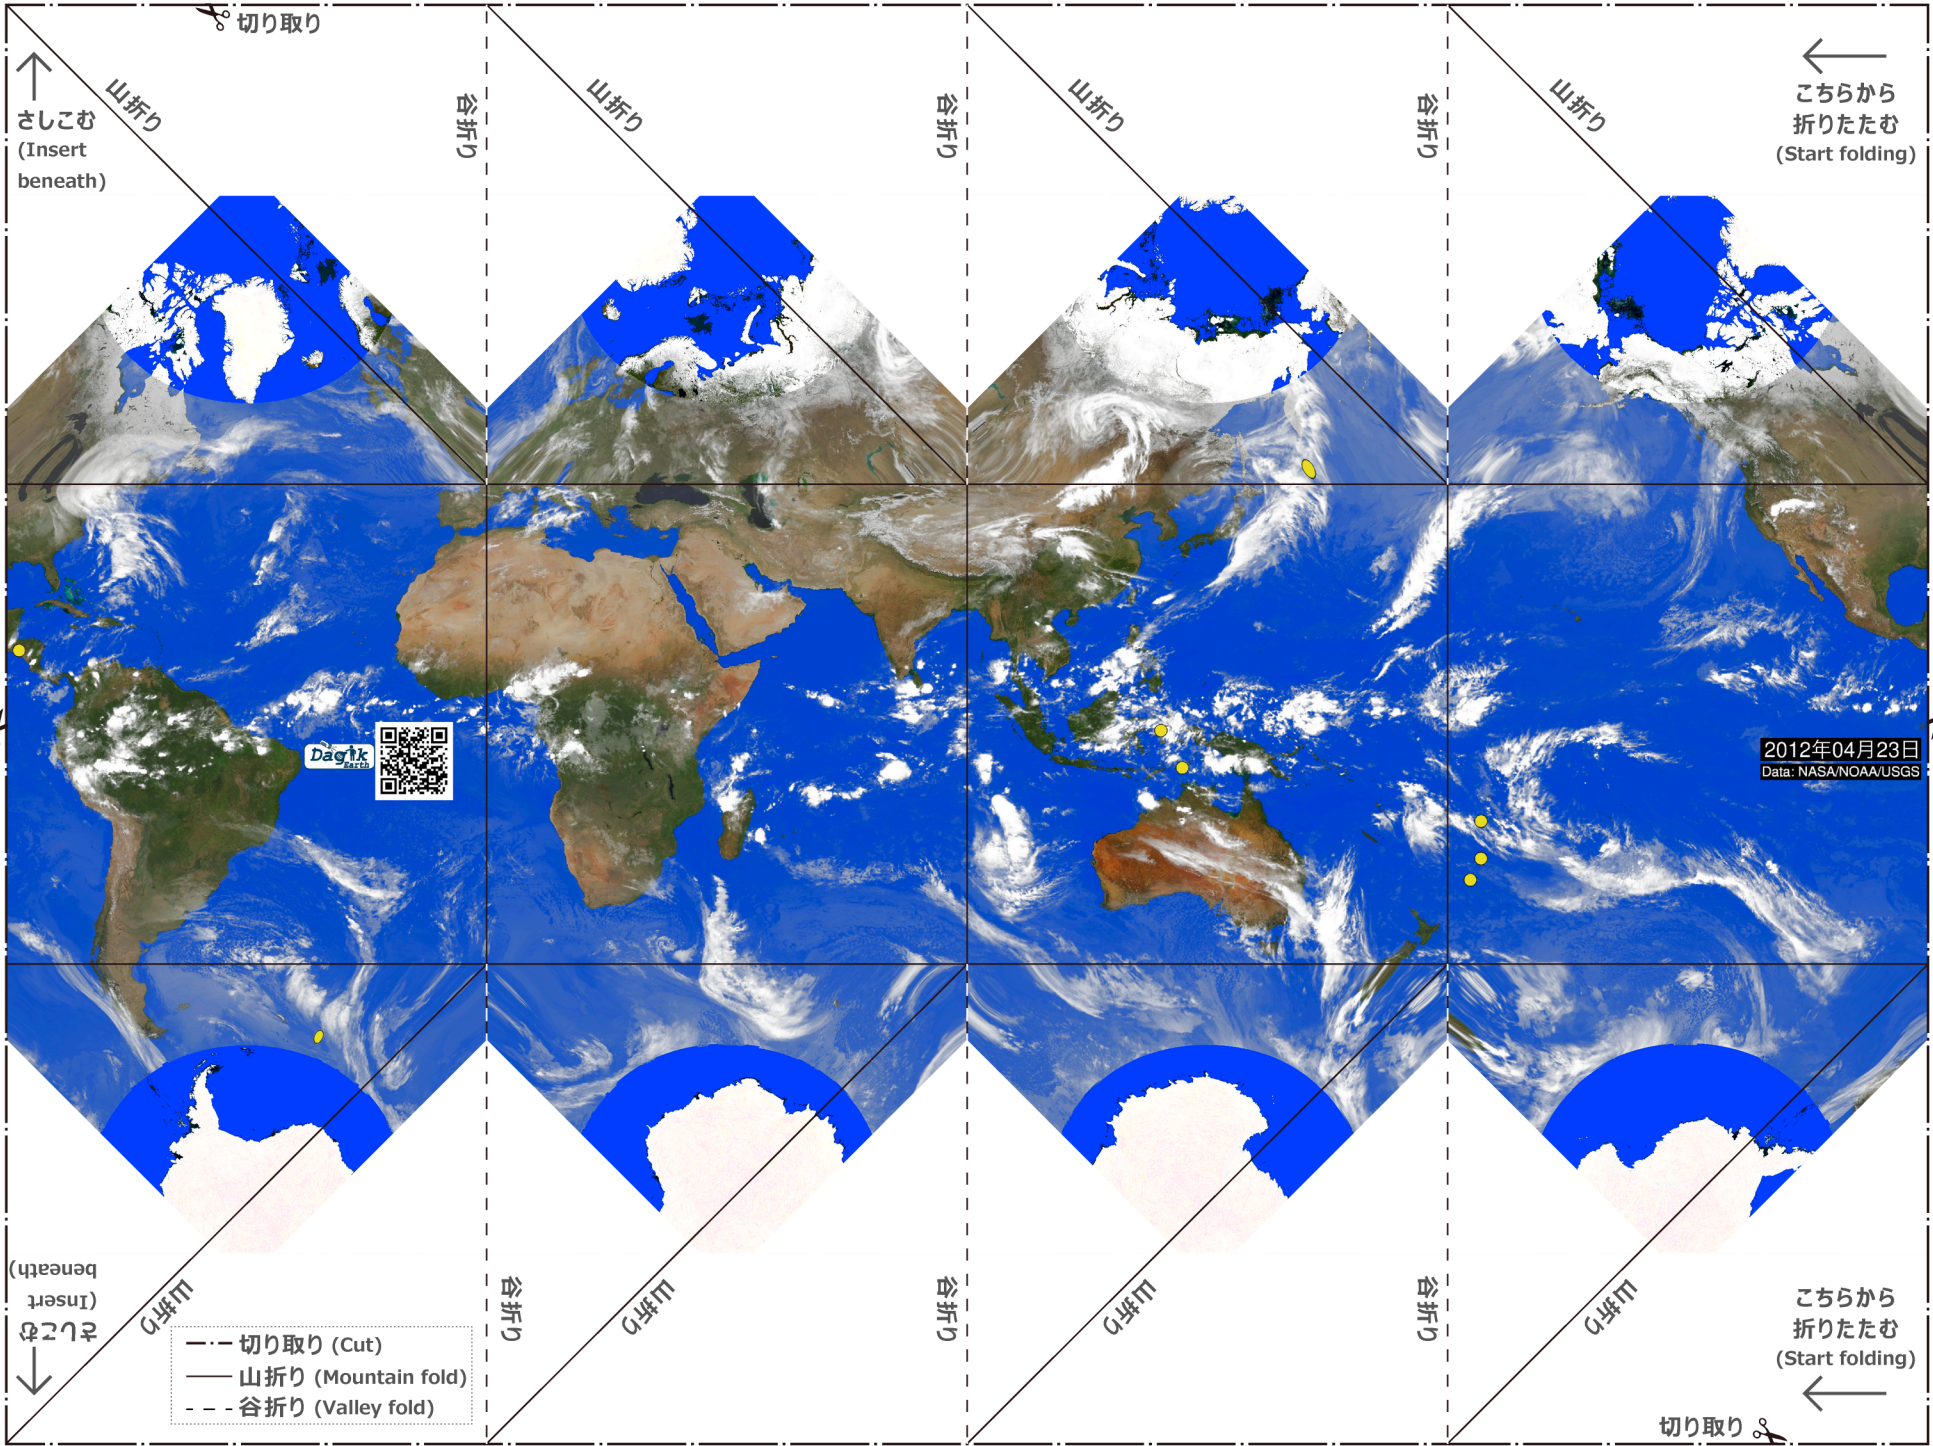 切り取り
さしこむ
(Insert
beneath)
山折り
谷折り
山折り
谷折り
山折り
谷折り
山折り
こちらから
折りたたむ
(Start folding)
Dagik
Earth
2012年04月23日
Data: NASA/NOAA/USGS
さしこむ
(Insert
beneath)
山折り
谷折り
山折り
谷折り
山折り
谷折り
山折り
こちらから
折りたたむ
(Start folding)
切り取り (Cut)
山折り (Mountain fold)
谷折り (Valley fold)
切り取り